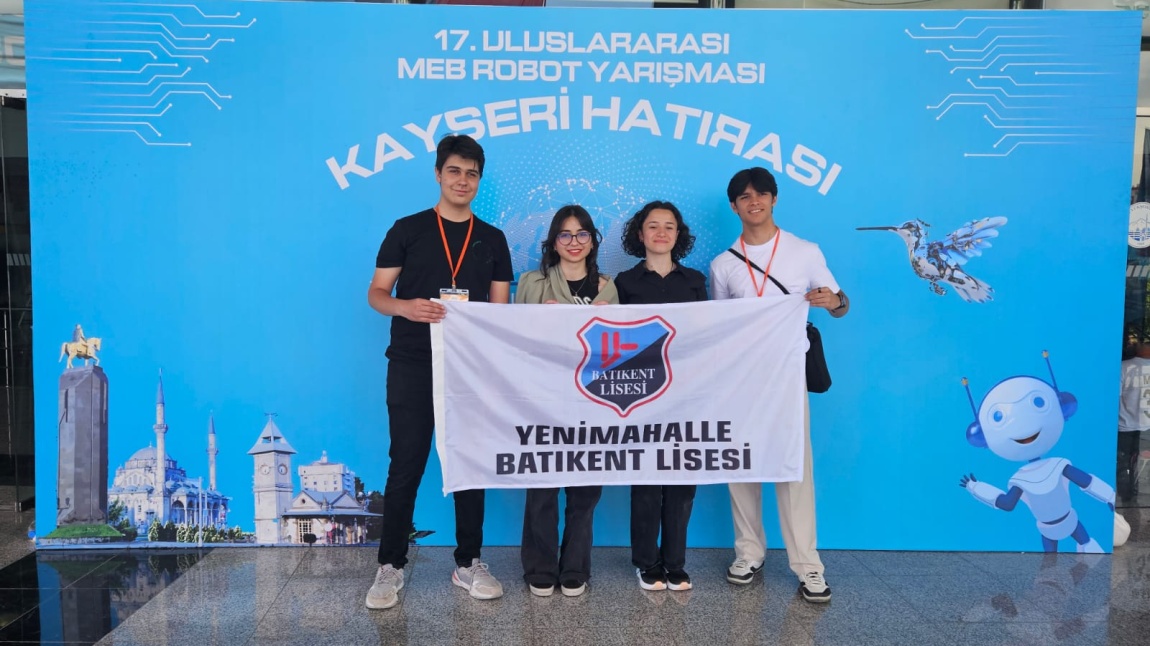 17. ULUSLARARASI
MEB ROBOT YARIŞMASI
KAYSERİ HATIRASI
BATIKENT
LİSESİ
YENİMAHALLE
BATIKENT LİSESİ